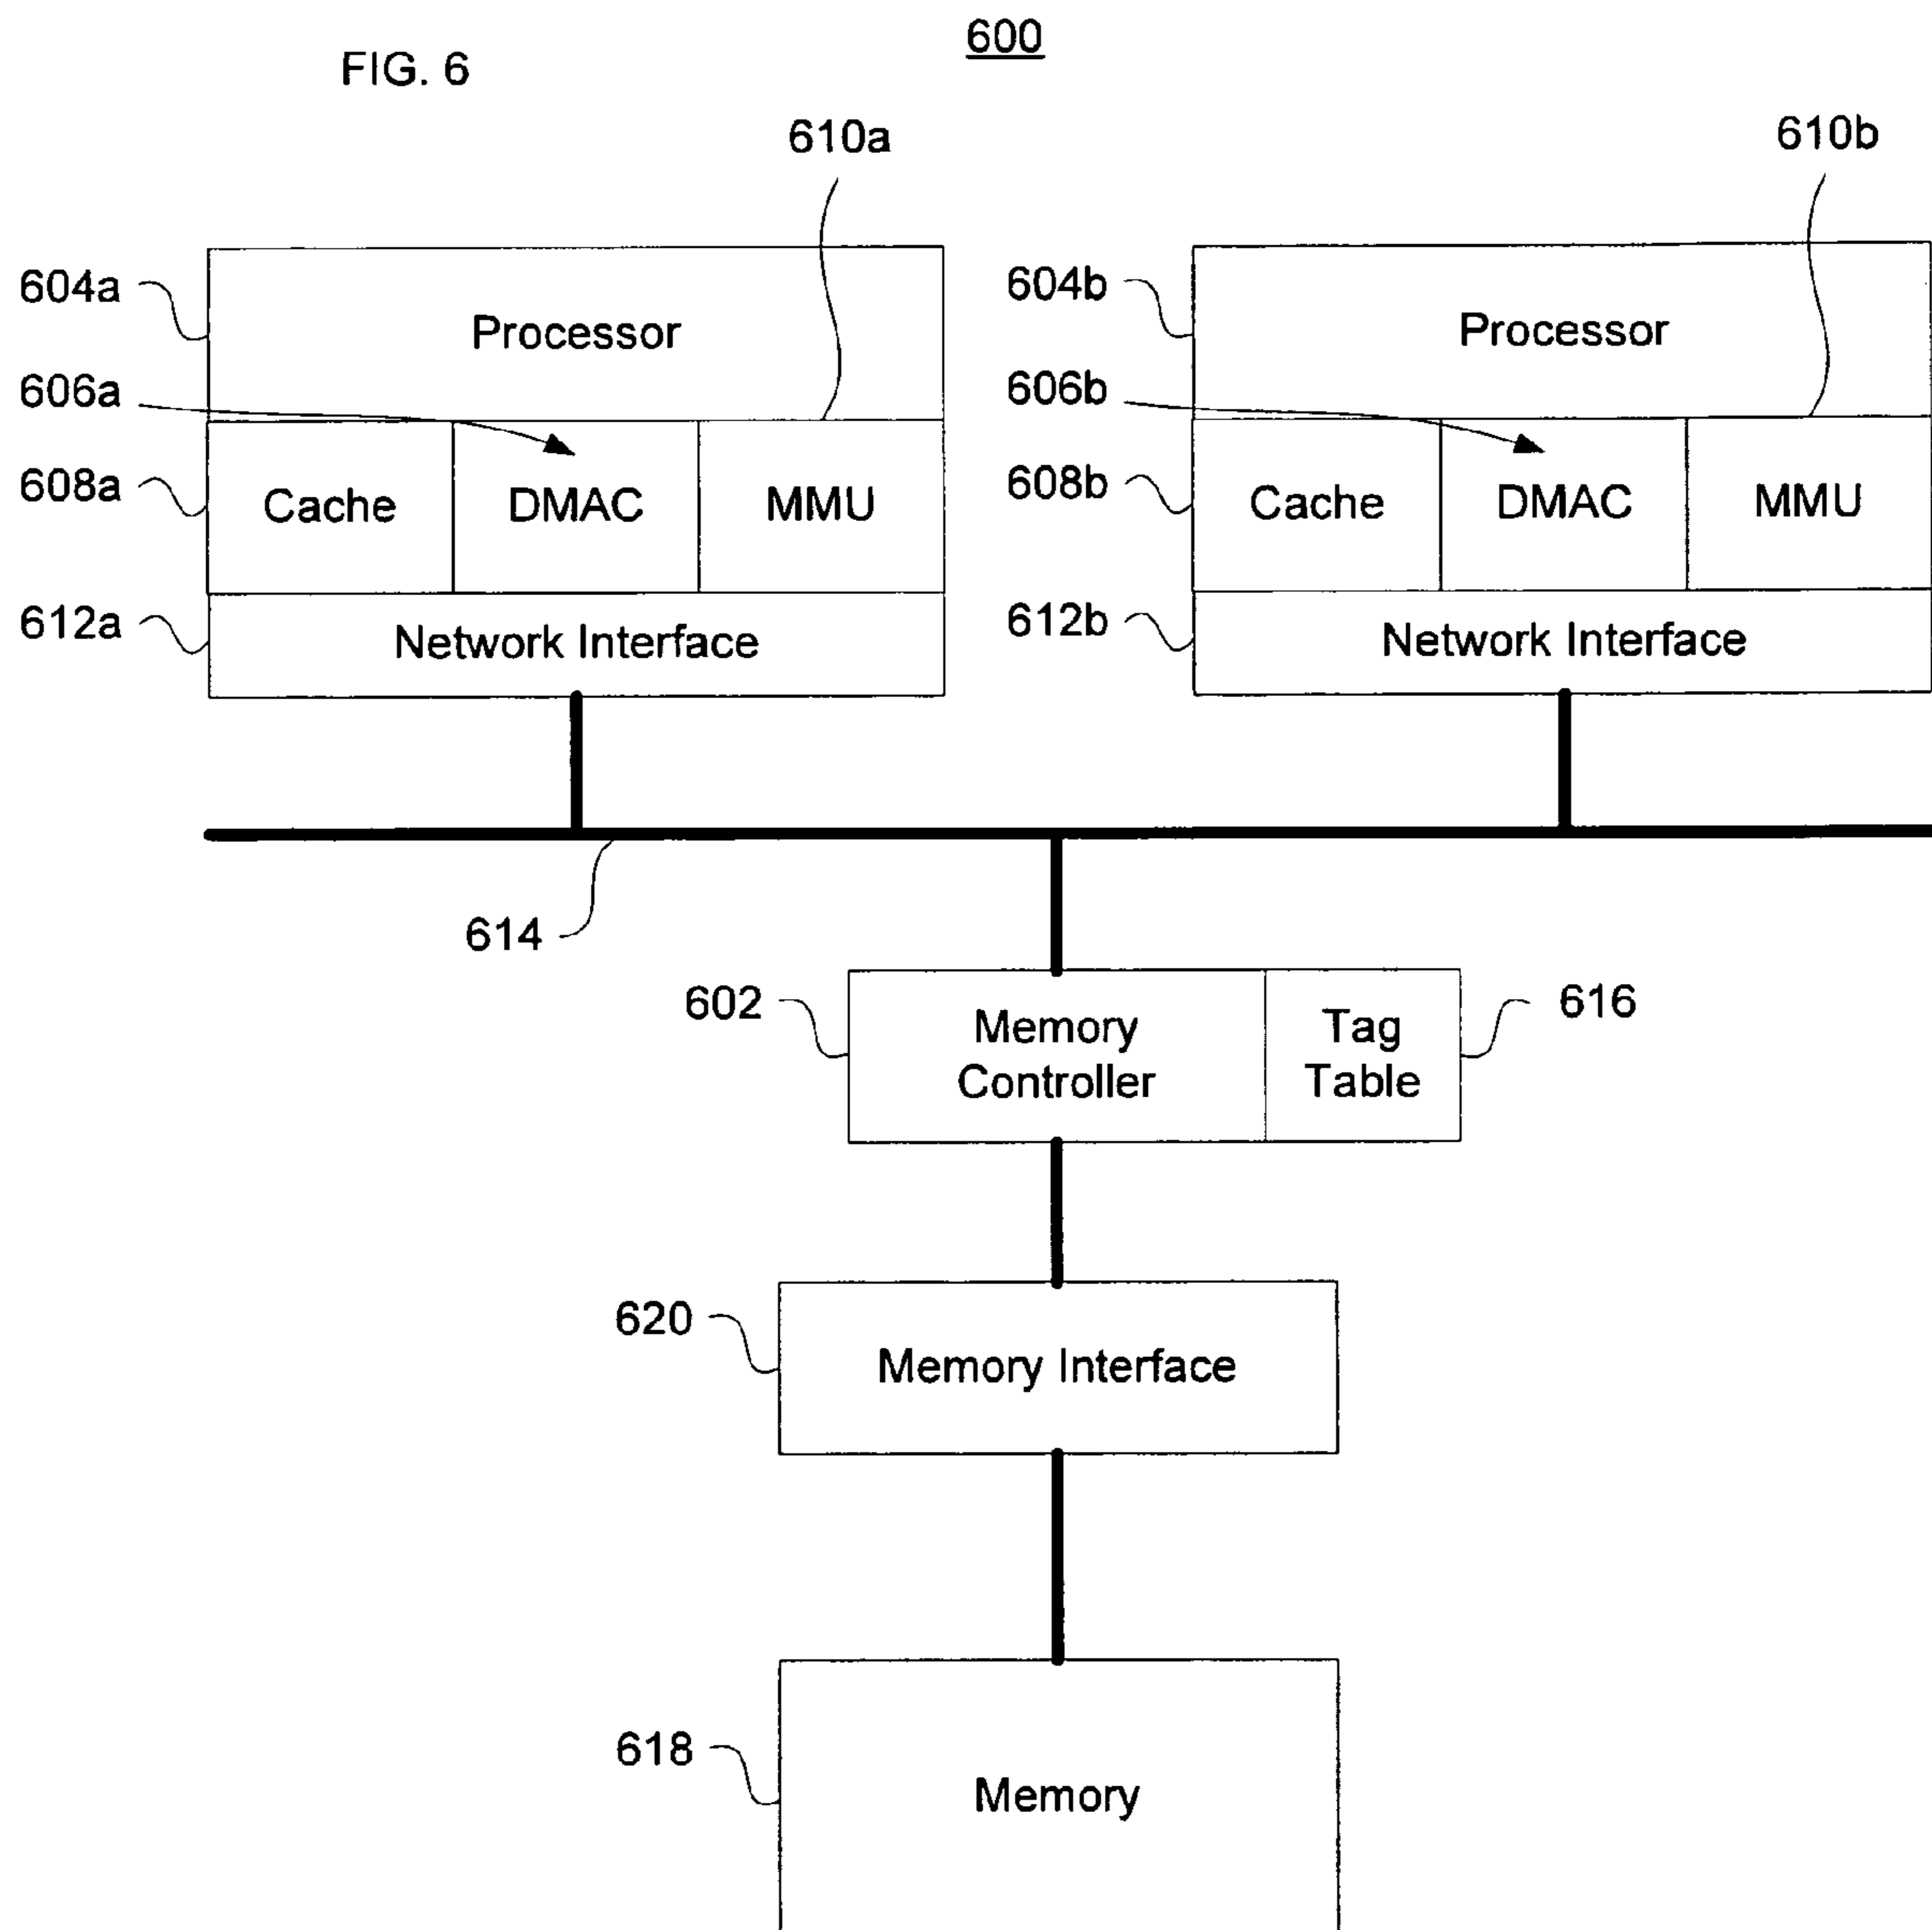 600
FIG. 6
610a
610b
604a
Processor
604b
Processor
606a
606b
608a
Cache
DMAC
MMU
608b
Cache
DMAC
MMU
612a
Network Interface
612b
Network Interface
614
602
Memory
Controller
Tag
Table
616
620
Memory Interface
618
Memory